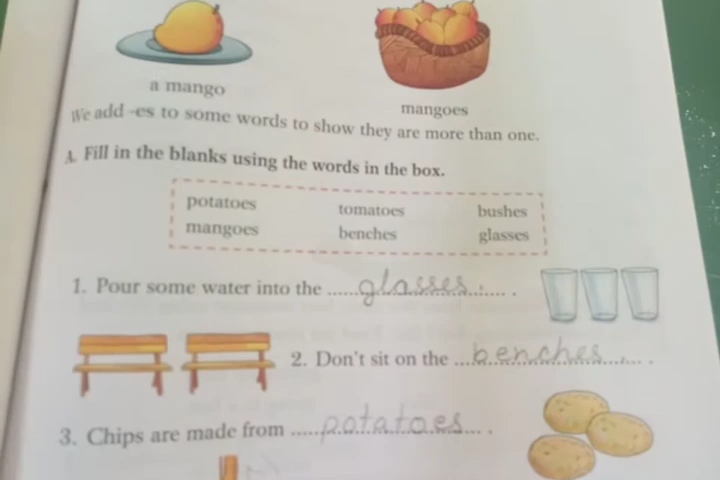 a mango
mangoes
We add -es to some words to show they are more than one.
A. Fill in the blanks using the words in the box.
potatoes tomatoes bushes
mangoes benches glasses
1. Pour some water into the ......glasses....... .
2. Don't sit on the ...benches....... .
3. Chips are made from .....potatoes..... .